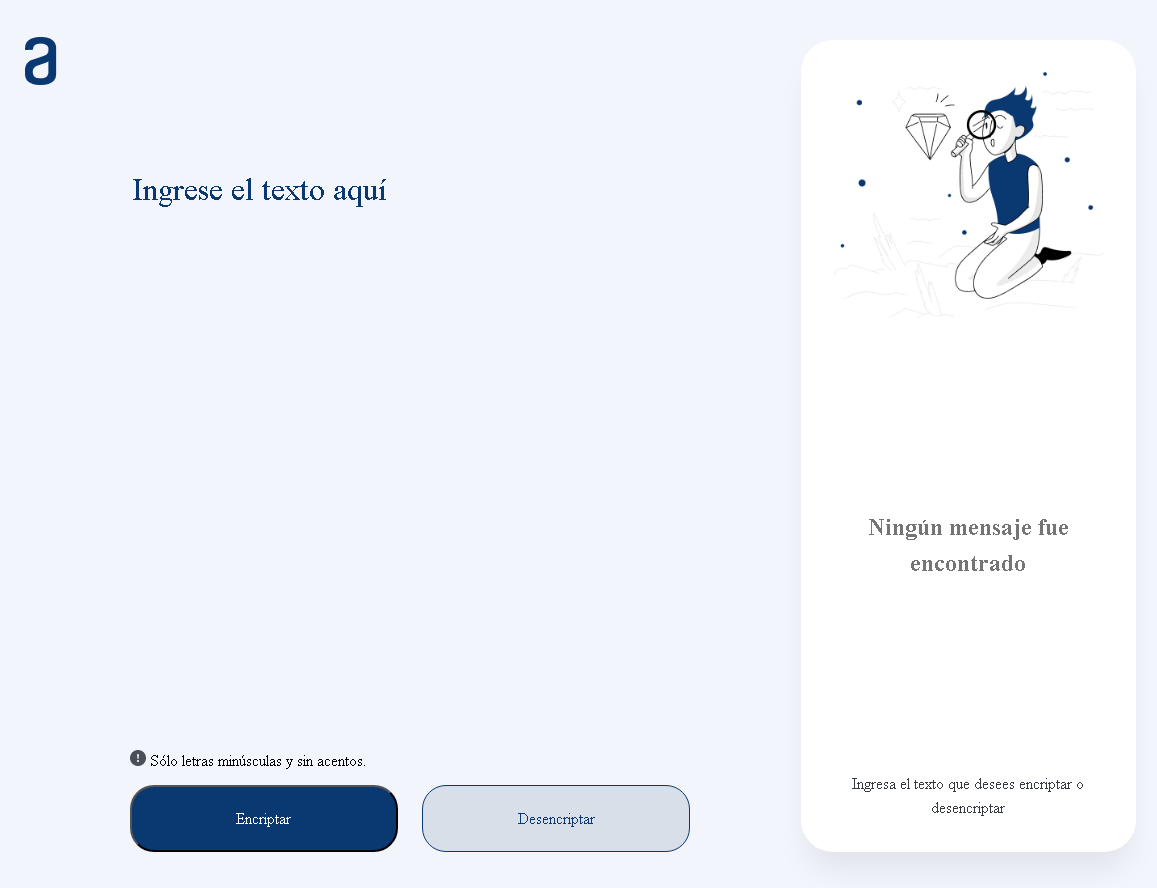 a
Ingrese el texto aquí
Ningún mensaje fue
encontrado
Sólo letras minúsculas y sin acentos.
Encriptar
Desencriptar
Ingresa el texto que desees encriptar o
desencriptar